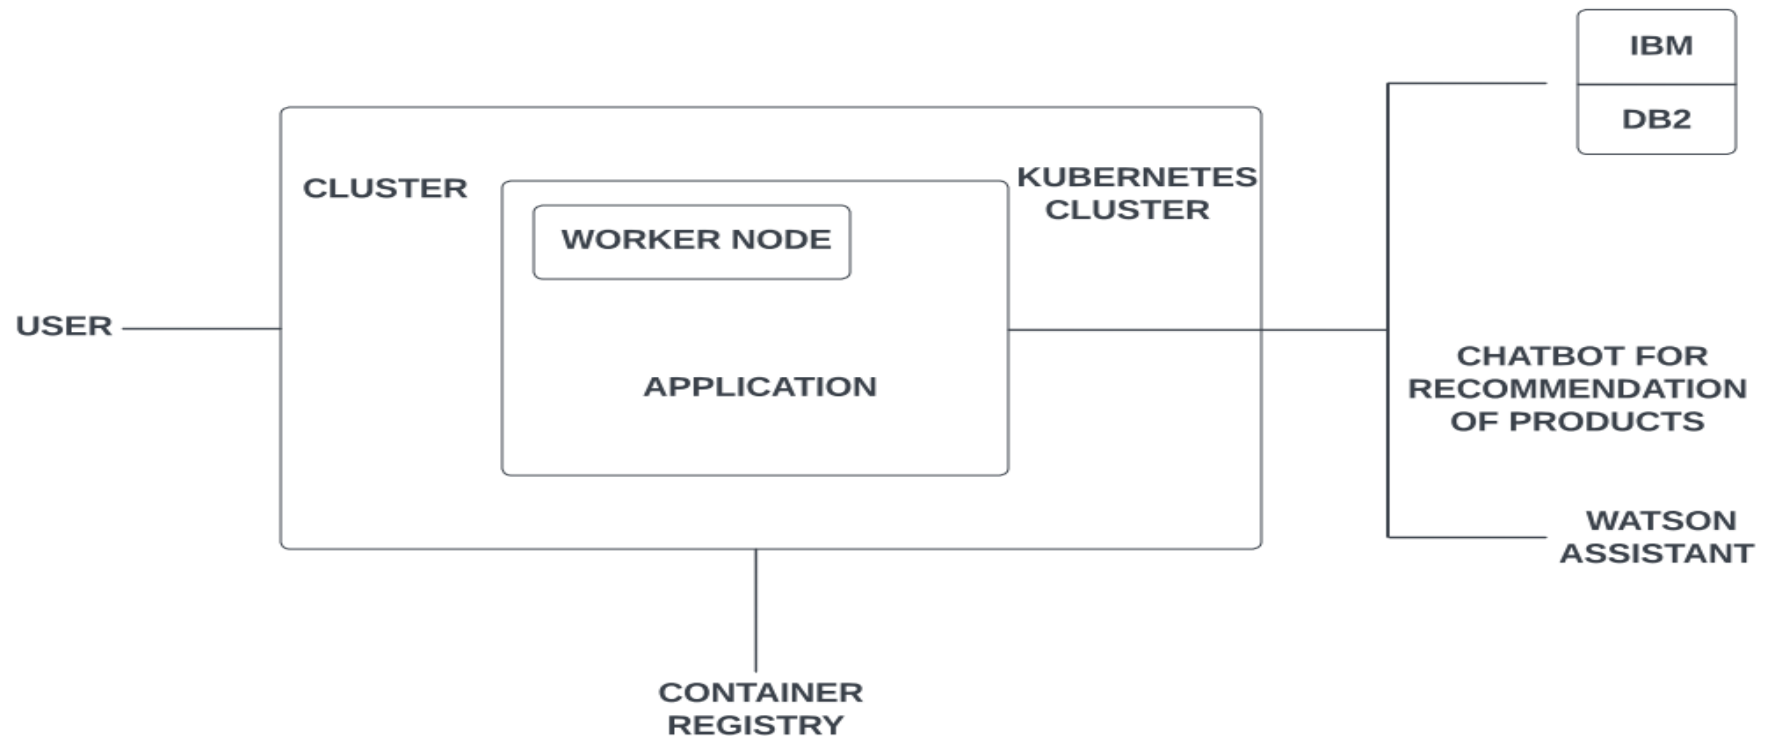 IBM
DB2
CLUSTER
KUBERNETES
CLUSTER
WORKER NODE
USER
APPLICATION
CHATBOT FOR
RECOMMENDATION
OF PRODUCTS
WATSON
ASSISTANT
CONTAINER
REGISTRY